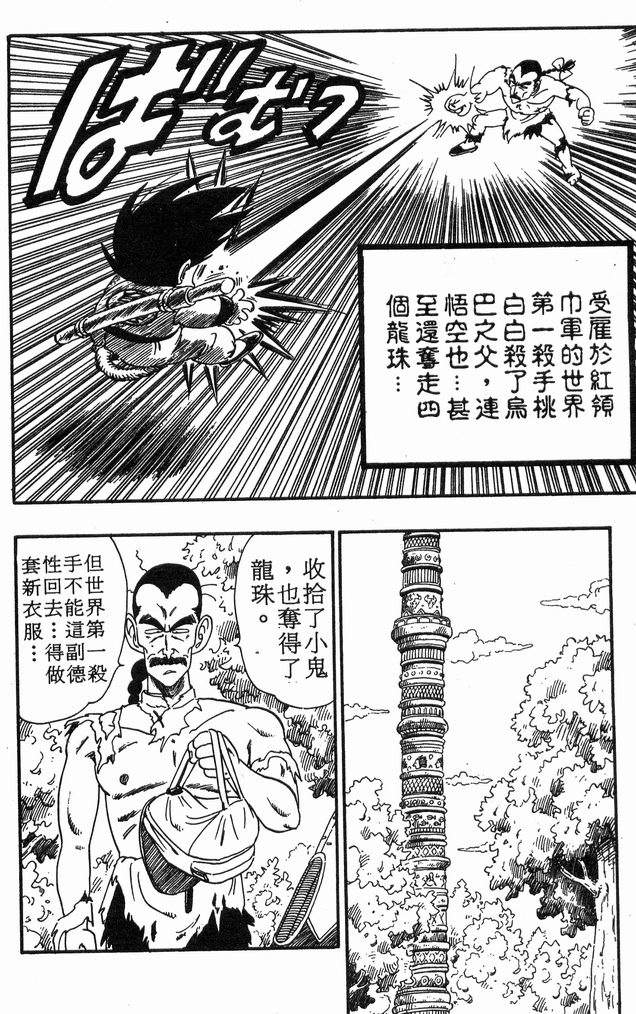 ばむっ
受雇於紅領
巾軍的世界
第一殺手桃
白白殺了烏
巴之父，連
悟空也…甚
至還奪走四
個龍珠…
收拾了小鬼
，也奪得了
龍珠。
但世界第一殺
手不能這副德
性回去…得做
套新衣服…